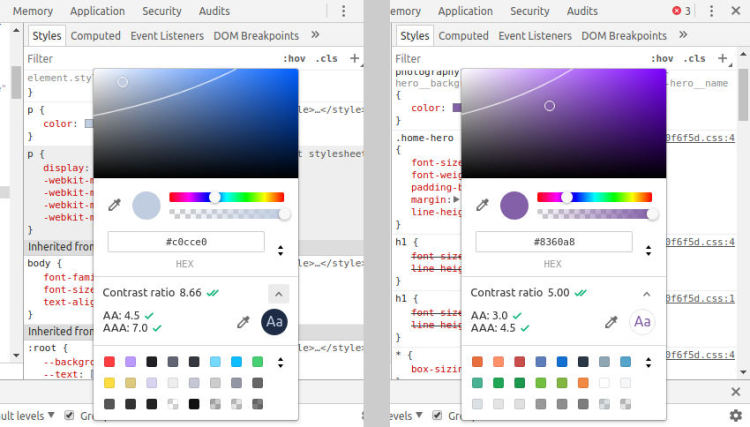 Memory Application Security Audits
Styles Computed Event Listeners DOM Breakpoints »
Filter :hov .cls +
element.sty
}
p { le>…</style>
color:
}
p { t stylesheet
display:
-webkit-m
-webkit-m
-webkit-m
-webkit-m
}
Inherited from
body { le>…</style>
font-fami
font-size
text-alig
}
Inherited from
:root { le>…</style>
--backgro
--text:
#c0cce0
HEX
Contrast ratio 8.66
AA: 4.5
AAA: 7.0
Aa
ult levels ▼ Gro
emory Application Security Audits 3
Styles Computed Event Listeners DOM Breakpoints »
Filter :hov .cls +
photography
hero__backg -hero__name
{
color:
}
.home-hero 0f6f5d.css:4
{
font-size
font-weig
padding-b
margin:
line-heig
}
h1 { 0f6f5d.css:4
font-size
line-heig
}
h1 { 0f6f5d.css:1
font-size
line-heig
}
* { 0f6f5d.css:4
box-sizin
#8360a8
HEX
Contrast ratio 5.00
AA: 3.0
AAA: 4.5
Aa
levels ▼ Gro